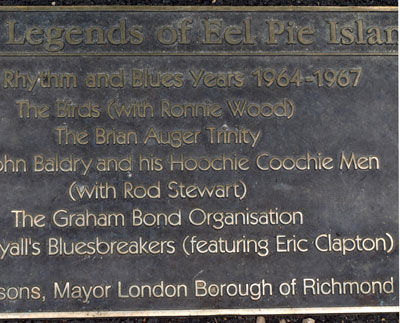 Legends of Eel Pie Islan
Rhythm and Blues Years 1964-1967
The Birds (with Ronnie Wood)
The Brian Auger Trinity
ohn Baldry and his Hoochie Coochie Men
(with Rod Stewart)
The Graham Bond Organisation
yall's Bluesbreakers (featuring Eric Clapton)
sons, Mayor London Borough of Richmond